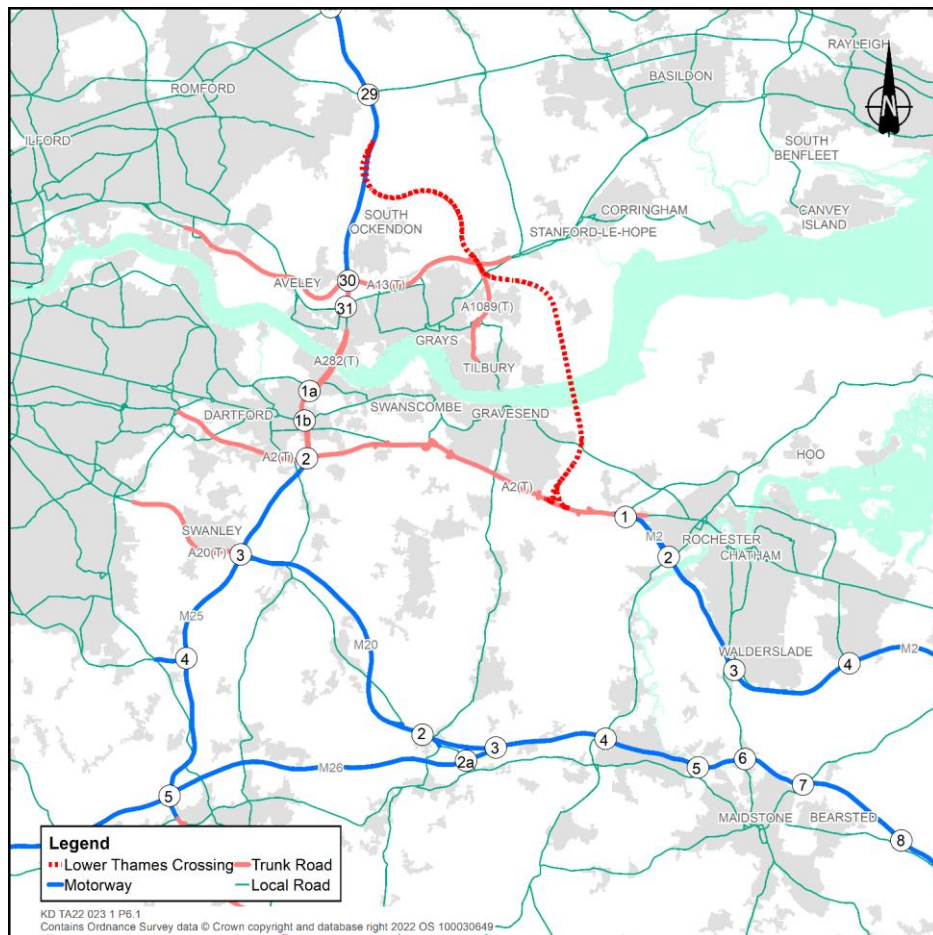 29
RAYLEIGH
BASILDON
ROMFORD
N
ILFORD
SOUTH
BENFLEET
SOUTH
OCKENDON
CORRINGHAM
CANVEY
ISLAND
STANFORD-LE-HOPE
AVELEY
30
A13(T)
31
A1089(T)
GRAYS
A282(T)
TILBURY
1a
SWANSCOMBE
DARTFORD
1b
GRAVESEND
A2(T)
2
HOO
A2(T)
1
SWANLEY
M2
ROCHESTER
A20(T)
3
2
CHATHAM
M25
M20
WALDERSLADE
M2
4
3
4
2
3
4
2a
5
6
M26
7
5
MAIDSTONE
BEARSTED
8
Legend
Lower Thames Crossing
Trunk Road
Motorway
Local Road
KD TA22 023 1 P6.1
Contains Ordnance Survey data © Crown copyright and database right 2022 OS 100030649